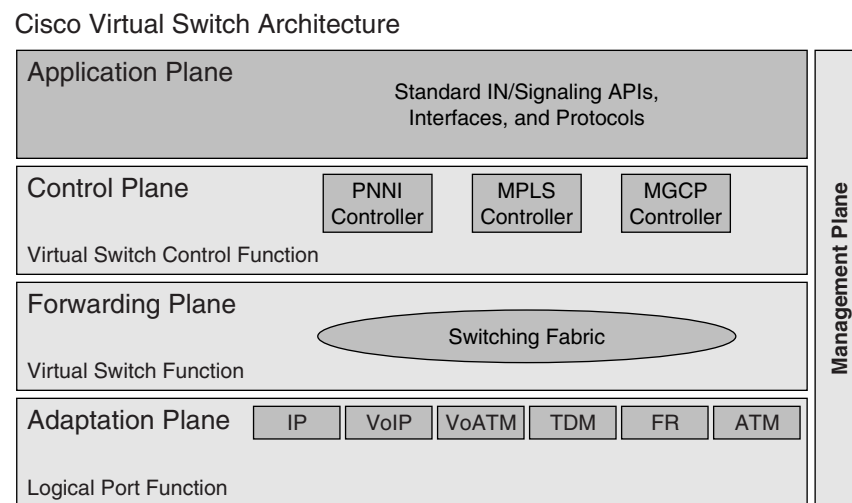 Cisco Virtual Switch Architecture
Application Plane
Standard IN/Signaling APIs,
Interfaces, and Protocols
Control Plane
PNNI
Controller
MPLS
Controller
MGCP
Controller
Virtual Switch Control Function
Forwarding Plane
Switching Fabric
Virtual Switch Function
Adaptation Plane
IP
VoIP
VoATM
TDM
FR
ATM
Logical Port Function
Management Plane